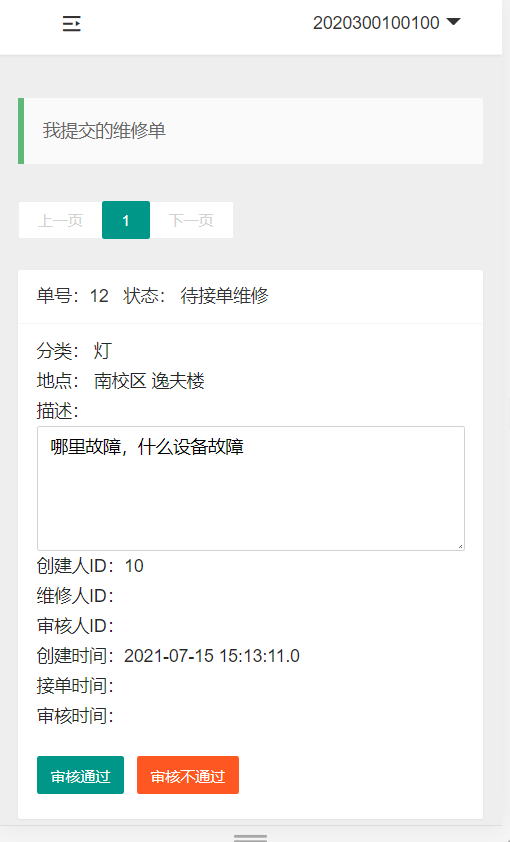 2020300100100
我提交的维修单
上一页 1 下一页
单号：12 状态： 待接单维修
分类： 灯
地点： 南校区 逸夫楼
描述：
哪里故障，什么设备故障
创建人ID：10
维修人ID：
审核人ID：
创建时间：2021-07-15 15:13:11.0
接单时间：
审核时间：
审核通过 审核不通过